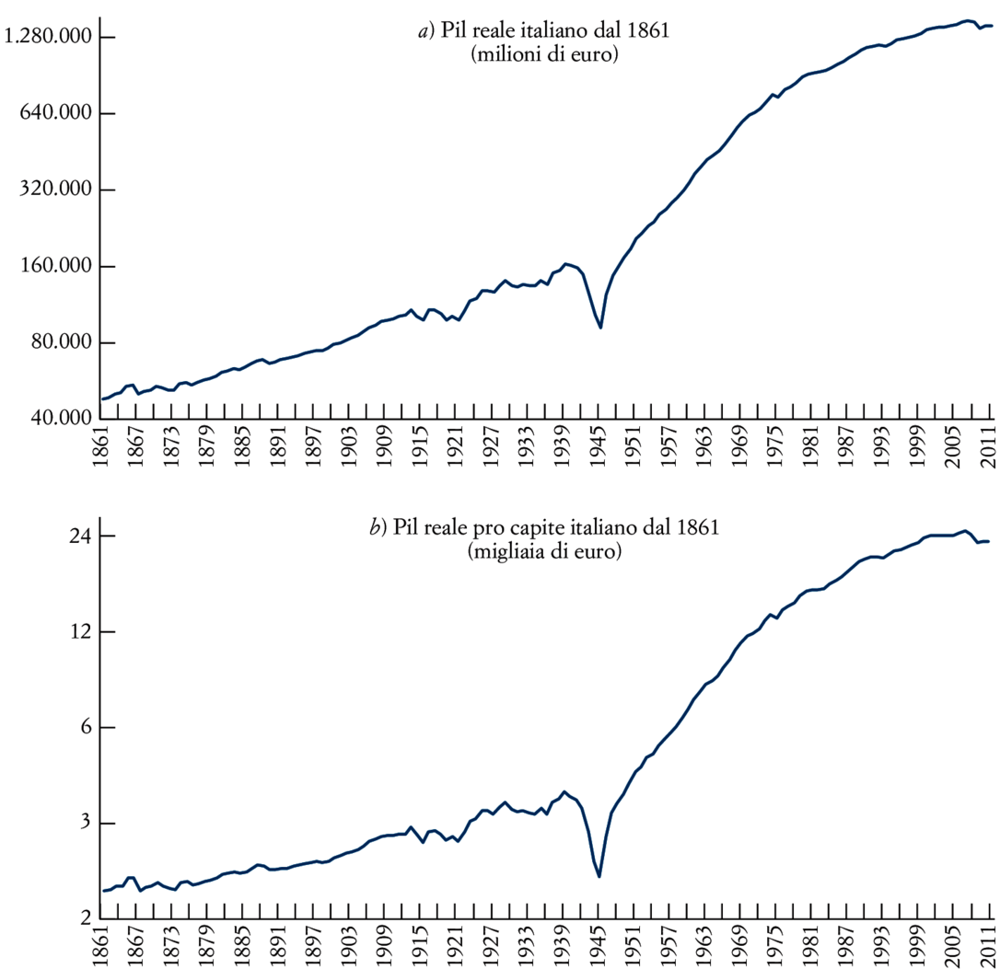 a) Pil reale italiano dal 1861
(milioni di euro)
1.280.000
640.000
320.000
160.000
80.000
40.000
1861 1867 1873 1879 1885 1891 1897 1903 1909 1915 1921 1927 1933 1939 1945 1951 1957 1963 1969 1975 1981 1987 1993 1999 2005 2011
b) Pil reale pro capite italiano dal 1861
(migliaia di euro)
24
12
6
3
2
1861 1867 1873 1879 1885 1891 1897 1903 1909 1915 1921 1927 1933 1939 1945 1951 1957 1963 1969 1975 1981 1987 1993 1999 2005 2011